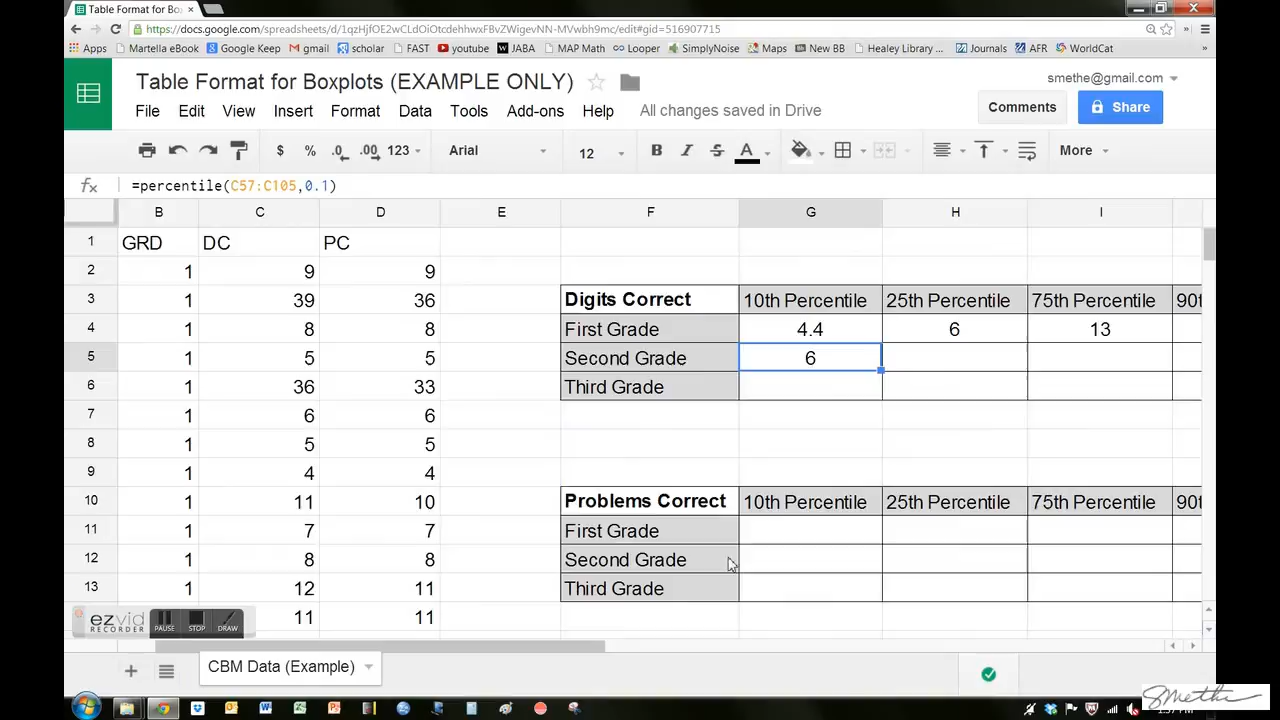 Table Format for Box
https://docs.google.com/spreadsheets/d/1qzHjfOE2wCLdOiOtcdehhvxFBvZWgevNN-MVwbh9mc/edit#gid=516907715
Apps Martella eBook Google Keep gmail scholar FAST youtube JABA MAP Math Looper SimplyNoise Maps New BB Healey Library ... Journals AFR WorldCat »
Table Format for Boxplots (EXAMPLE ONLY)
smethe@gmail.com
File Edit View Insert Format Data Tools Add-ons Help All changes saved in Drive
Comments Share
$ % .0 .00 123 Arial 12 B I S A More
fx =percentile(C57:C105,0.1)
B C D E F G H I
1 GRD DC PC
2 1 9 9
3 1 39 36 Digits Correct 10th Percentile 25th Percentile 75th Percentile 90t
4 1 8 8 First Grade 4.4 6 13
5 1 5 5 Second Grade 6
6 1 36 33 Third Grade
7 1 6 6
8 1 5 5
9 1 4 4
10 1 11 10 Problems Correct 10th Percentile 25th Percentile 75th Percentile 90t
11 1 7 7 First Grade
12 1 8 8 Second Grade
13 1 12 11 Third Grade
11 11
ezvid
RECORDER
PAUSE STOP DRAW
CBM Data (Example)
SMethe